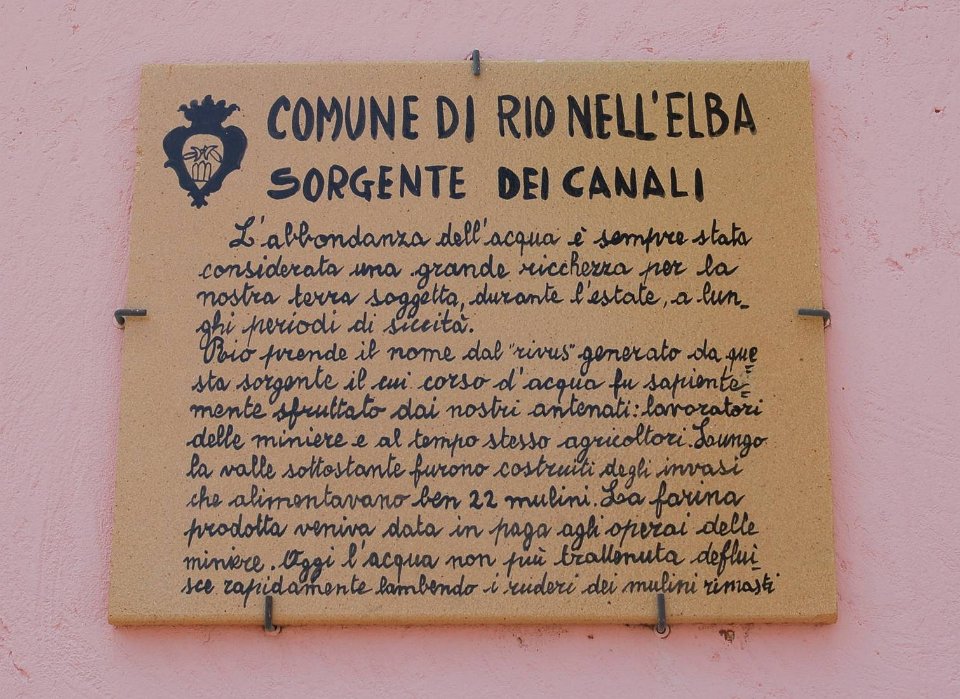 COMUNE DI RIO NELL'ELBA
SORGENTE DEI CANALI
L'abbondanza dell'acqua è sempre stata
considerata una grande ricchezza per la
nostra terra soggetta, durante l'estate, a lun_
ghi periodi di siccità.
Rio prende il nome dal "rivus" generato da que
sta sorgente il cui corso d'acqua fu sapiente=
mente sfruttato dai nostri antenati: lavoratori
delle miniere e al tempo stesso agricoltori. Lungo
la valle sottostante furono costruiti degli invasi
che alimentavano ben 22 mulini. La farina
prodotta veniva data in paga agli operai delle
miniere. Oggi l'acqua non più trattenuta deflui_
sce rapidamente lambendo i ruderi dei mulini rimasti